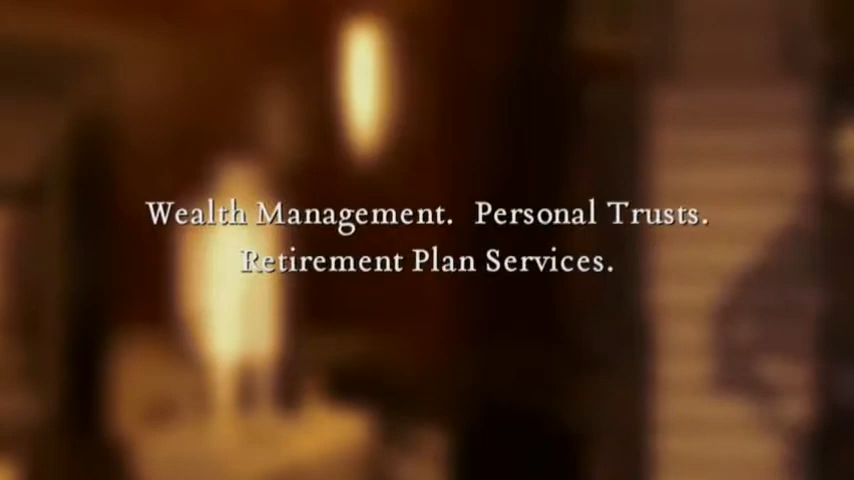 Wealth Management. Personal Trusts.
Retirement Plan Services.